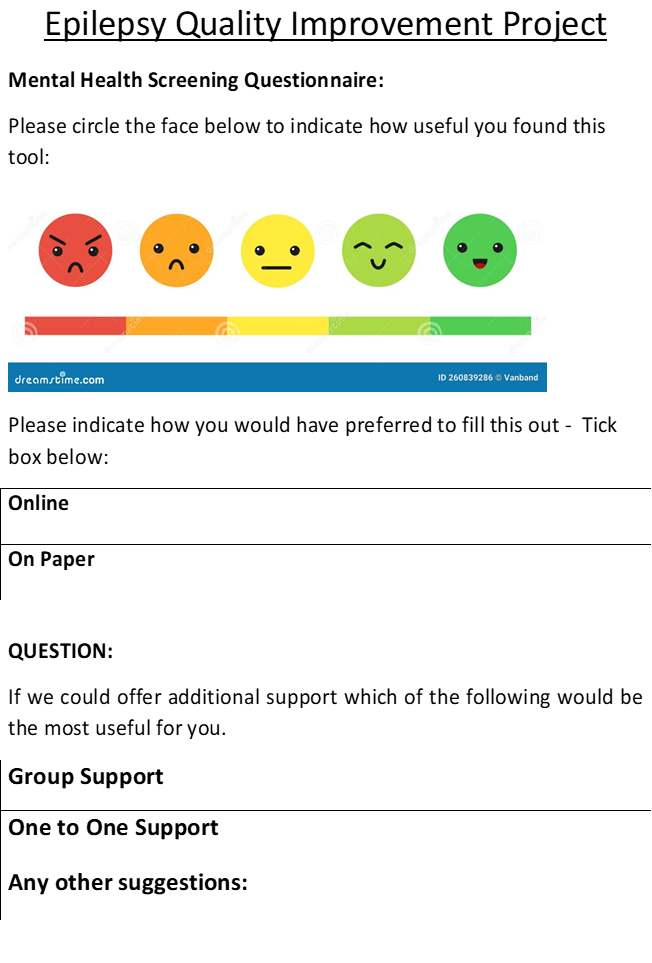 Epilepsy Quality Improvement Project
Mental Health Screening Questionnaire:
Please circle the face below to indicate how useful you found this
tool:
dreamstime.com
ID 260839286 © Vanband
Please indicate how you would have preferred to fill this out - Tick
box below:
Online
On Paper
QUESTION:
If we could offer additional support which of the following would be
the most useful for you.
Group Support
One to One Support
Any other suggestions: